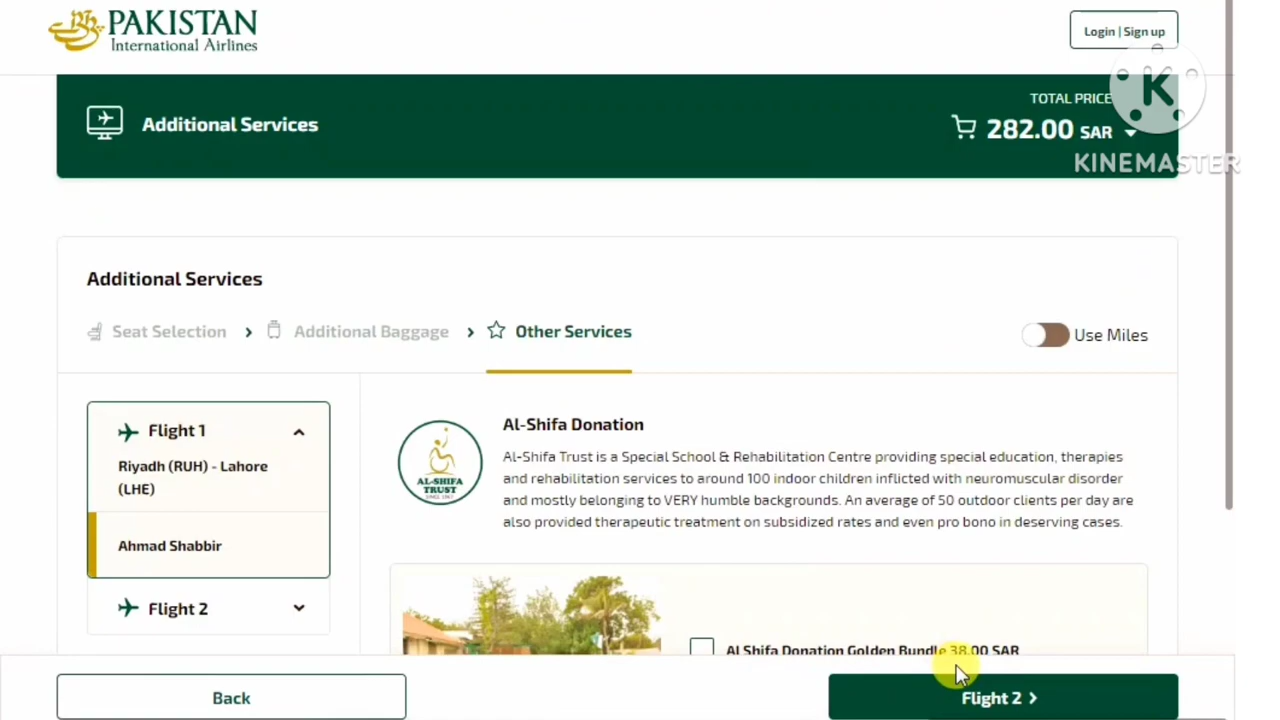 PAKISTAN
International Airlines
Login | Sign up
Additional Services
TOTAL PRICE
282.00 SAR
K
KINEMASTER
Additional Services
Seat Selection
Additional Baggage
Other Services
Use Miles
Flight 1
Riyadh (RUH) - Lahore
(LHE)
Ahmad Shabbir
Flight 2
AL-SHIFA
TRUST
Al-Shifa Donation
Al-Shifa Trust is a Special School & Rehabilitation Centre providing special education, therapies
and rehabilitation services to around 100 indoor children inflicted with neuromuscular disorder
and mostly belonging to VERY humble backgrounds. An average of 50 outdoor clients per day are
also provided therapeutic treatment on subsidized rates and even pro bono in deserving cases.
Al Shifa Donation Golden Bundle 38.00 SAR
Back
Flight 2